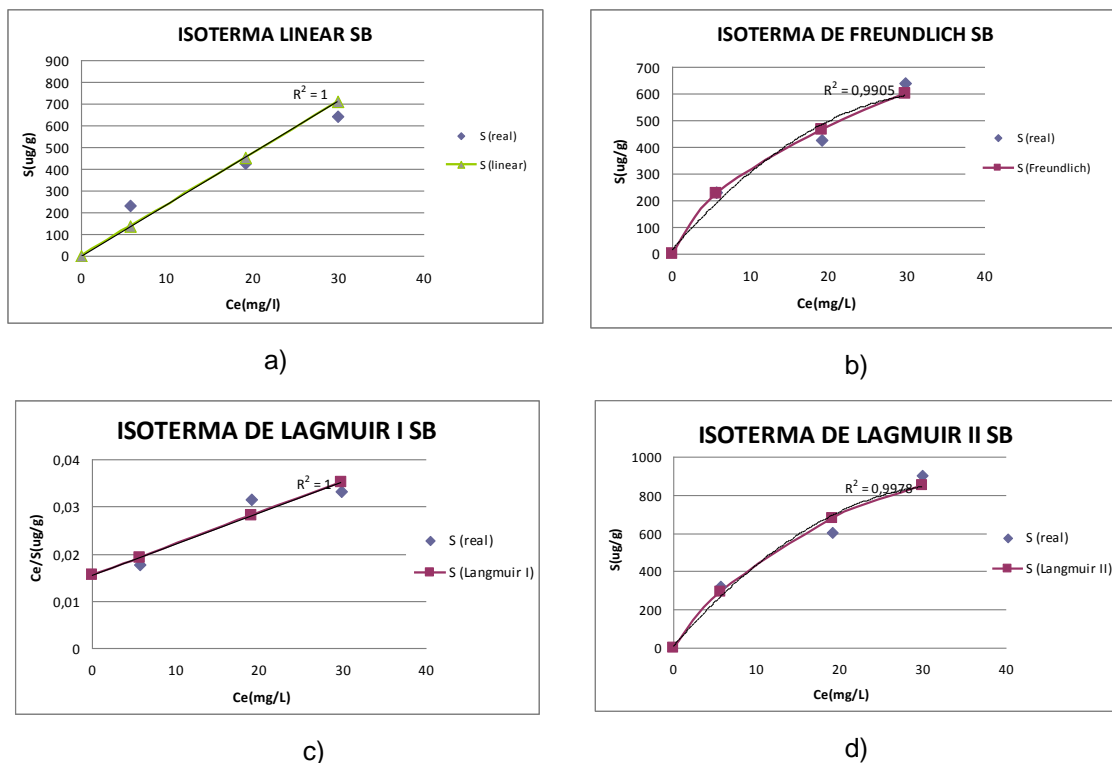 ISOTERMA LINEAR SB
900
800
700
600
500
400
300
200
100
0
S(ug/g)
R² = 1
0 10 20 30 40
Ce(mg/l)
S (real)
S (linear)
a)
ISOTERMA DE FREUNDLICH SB
700
600
500
400
300
200
100
0
S(ug/g)
R² = 0,9905
0 10 20 30 40
Ce(mg/L)
S (real)
S (Freundlich)
b)
ISOTERMA DE LAGMUIR I SB
0,04
0,03
0,02
0,01
0
Ce/S(ug/g)
R² = 1
0 10 20 30 40
Ce(mg/L)
S (real)
S (Langmuir I)
c)
ISOTERMA DE LAGMUIR II SB
1000
800
600
400
200
0
S(ug/g)
R² = 0,9978
0 10 20 30 40
Ce(mg/L)
S (real)
S (Langmuir II)
d)